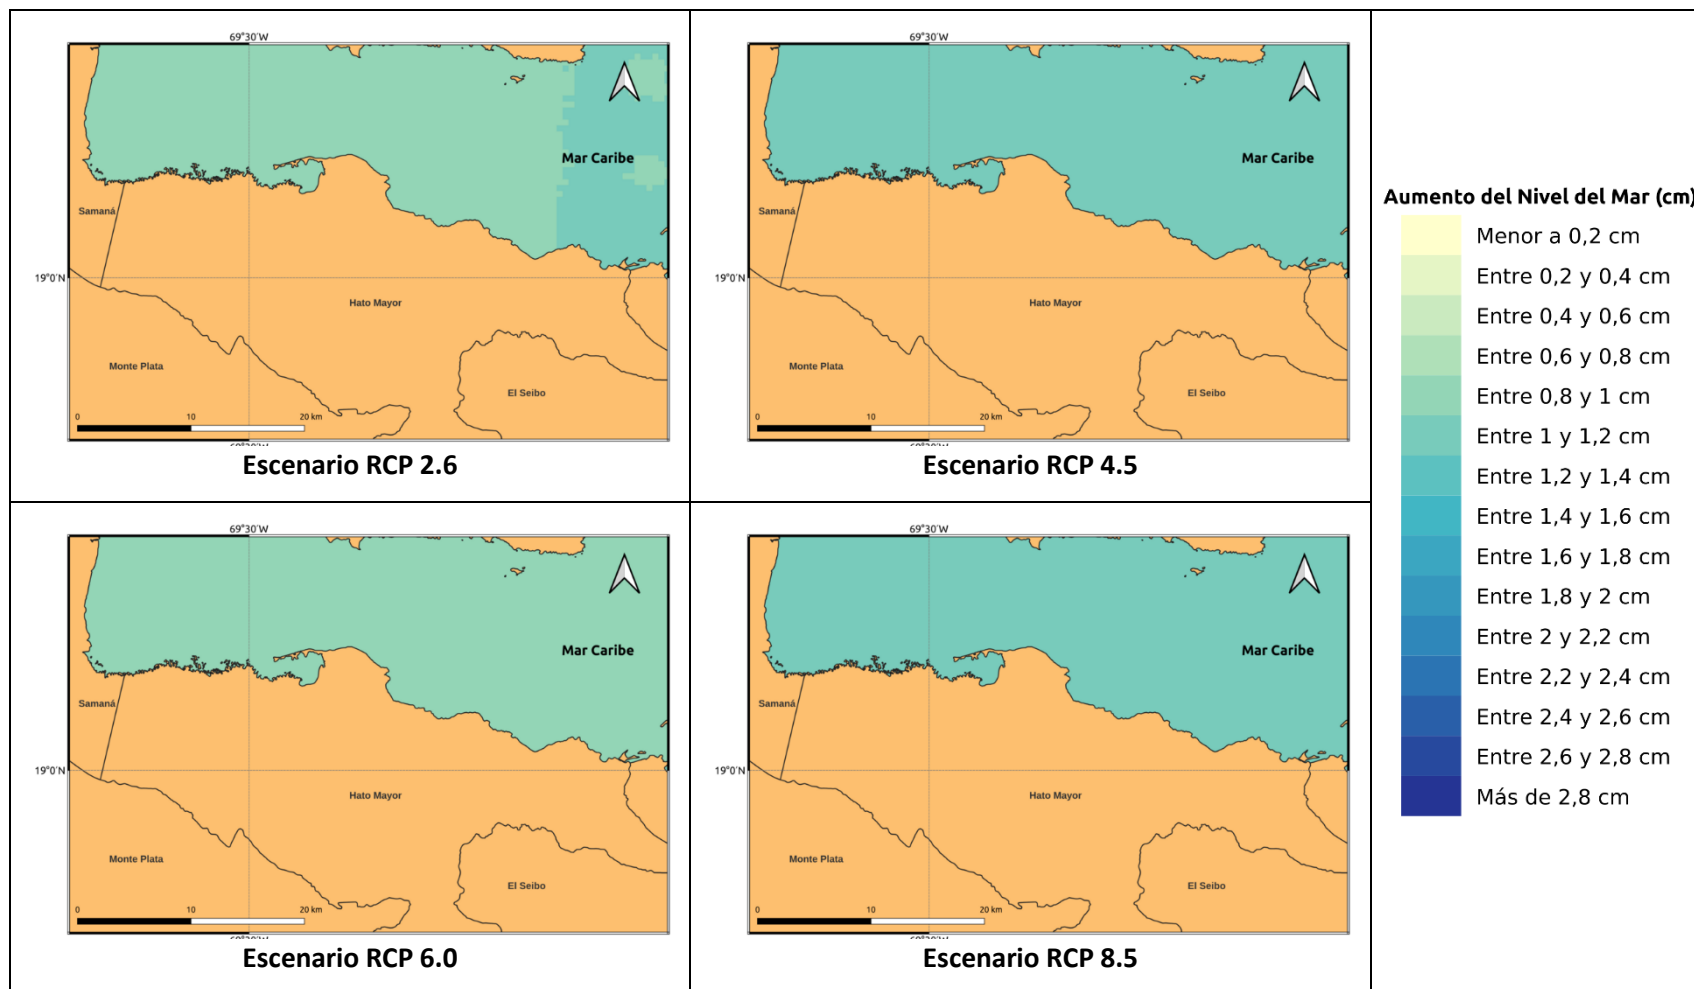 69°30'W
Mar Caribe
Samaná
19°0'N
Hato Mayor
Monte Plata
El Seibo
0 10 20 km
Escenario RCP 2.6
69°30'W
Mar Caribe
Samaná
Hato Mayor
Monte Plata
El Seibo
0 10 20 km
Escenario RCP 4.5
69°30'W
Mar Caribe
Samaná
19°0'N
Hato Mayor
Monte Plata
El Seibo
0 10 20 km
Escenario RCP 6.0
69°30'W
Mar Caribe
Samaná
Hato Mayor
Monte Plata
El Seibo
0 10 20 km
Escenario RCP 8.5
Aumento del Nivel del Mar (cm)
Menor a 0,2 cm
Entre 0,2 y 0,4 cm
Entre 0,4 y 0,6 cm
Entre 0,6 y 0,8 cm
Entre 0,8 y 1 cm
Entre 1 y 1,2 cm
Entre 1,2 y 1,4 cm
Entre 1,4 y 1,6 cm
Entre 1,6 y 1,8 cm
Entre 1,8 y 2 cm
Entre 2 y 2,2 cm
Entre 2,2 y 2,4 cm
Entre 2,4 y 2,6 cm
Entre 2,6 y 2,8 cm
Más de 2,8 cm